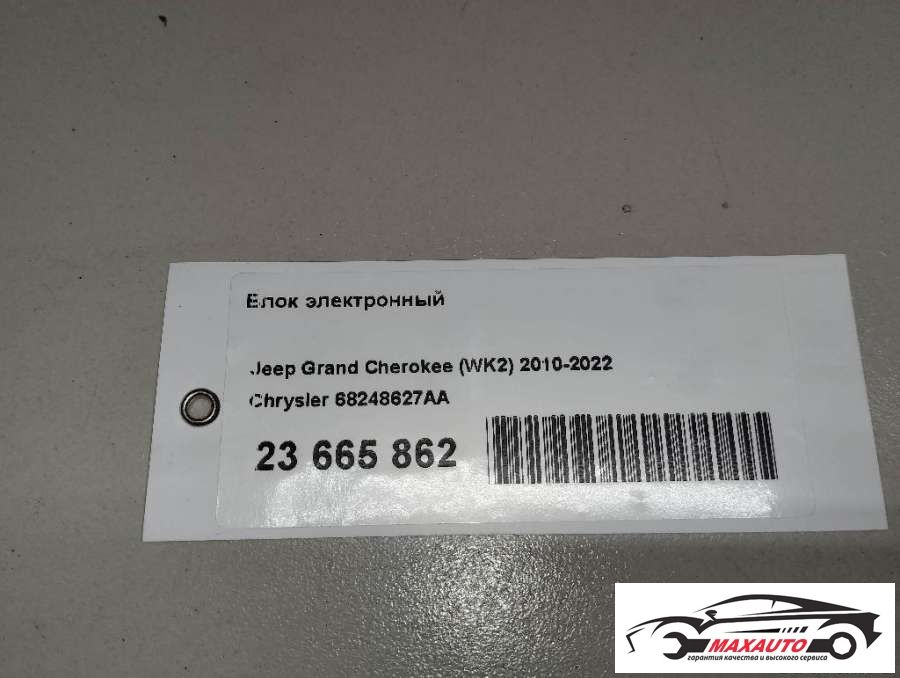 Блок электронный
Jeep Grand Cherokee (WK2) 2010-2022
Chrysler 68248627AA
23 665 862
MAXAUTO
гарантия качества и высокого сервиса